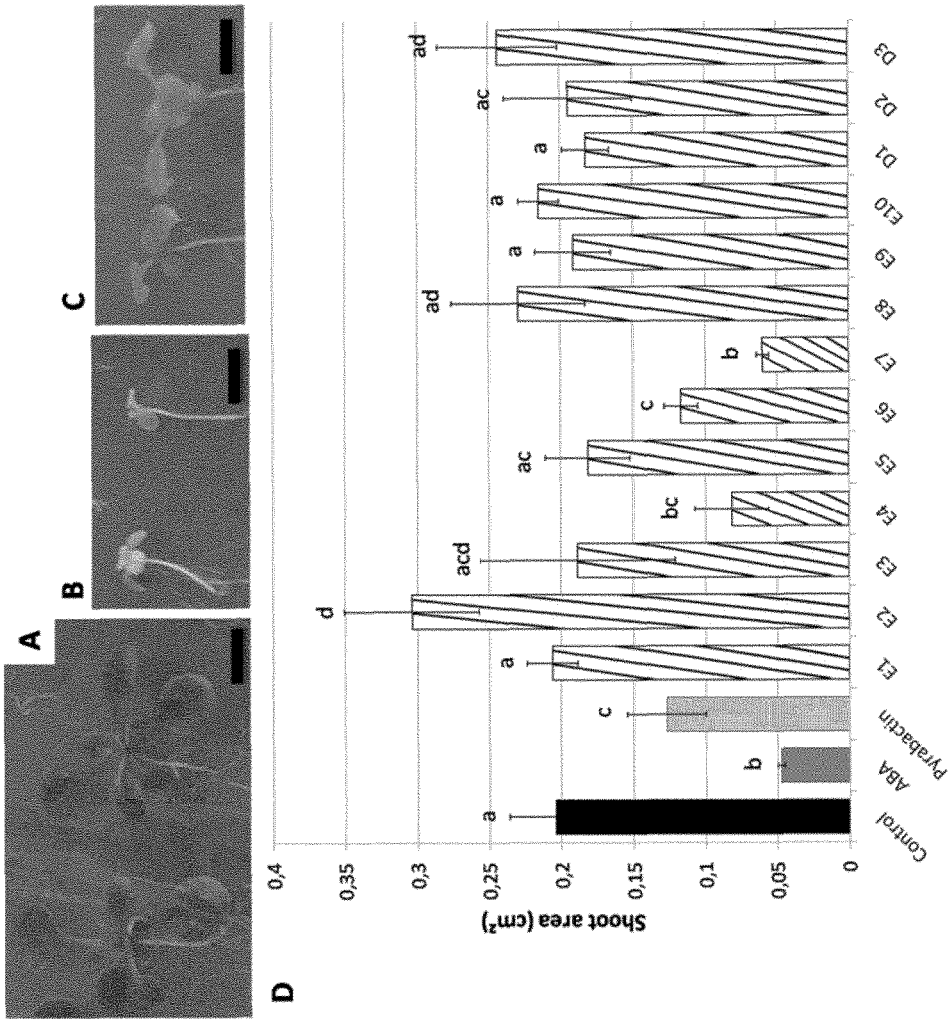 A
B
C
D
Shoot area (cm²)
0,4
0,35
0,3
0,25
0,2
0,15
0,1
0,05
0
a
b
c
a
d
acd
bc
ac
c
b
ad
a
a
a
ac
ad
Control
ABA
Pyrabactin
E1
E2
E3
E4
E5
E6
E7
E8
E9
E10
D1
D2
D3